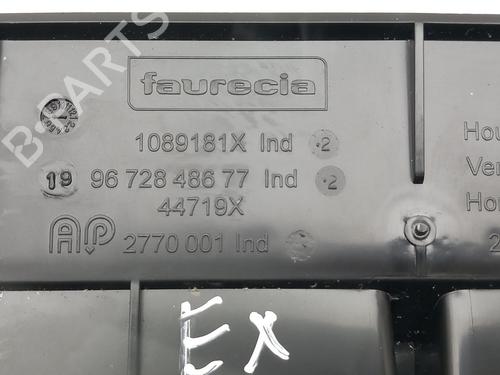 faurecia
1089181X Ind 2
19 96 728 486 77 Ind 2
44719X
AP 2770 001 Ind
Hou
Ver
Hor
2
EX
B-PARTS